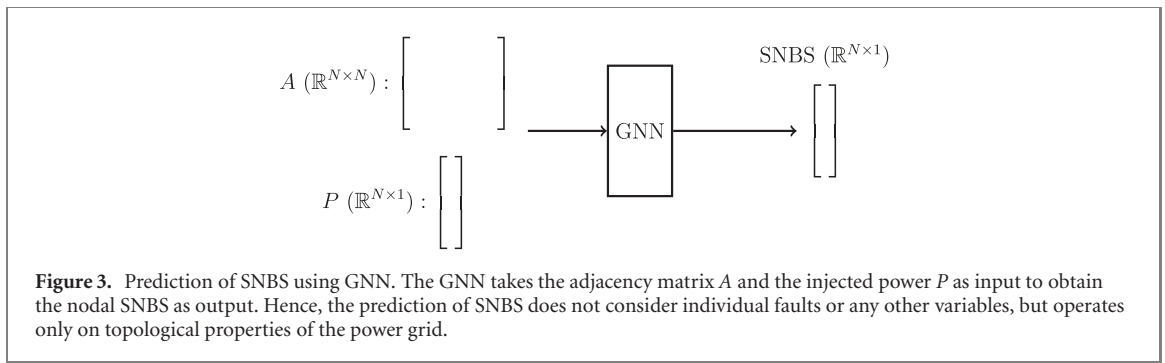 A (ℝ^{N×N}) :
P (ℝ^{N×1}) :
GNN
SNBS (ℝ^{N×1})
Figure 3. Prediction of SNBS using GNN. The GNN takes the adjacency matrix A and the injected power P as input to obtain
the nodal SNBS as output. Hence, the prediction of SNBS does not consider individual faults or any other variables, but operates
only on topological properties of the power grid.